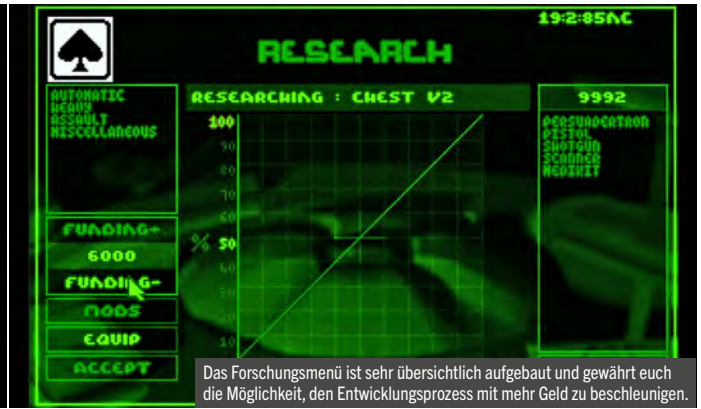 19:2:85AC
RESEARCH
AUTOMATIC
HEAVY
ASSAULT
MISCELLANEOUS
RESEARCHING : CHEST V2
9992
PERSUADERTRON
PISTOL
SHOTGUN
SCANNER
MEDIKIT
100
90
80
70
60
% 50
40
30
20
10
FUNDING+
6000
FUNDING-
MODS
EQUIP
ACCEPT
Das Forschungsmenü ist sehr übersichtlich aufgebaut und gewährt euch
die Möglichkeit, den Entwicklungsprozess mit mehr Geld zu beschleunigen.